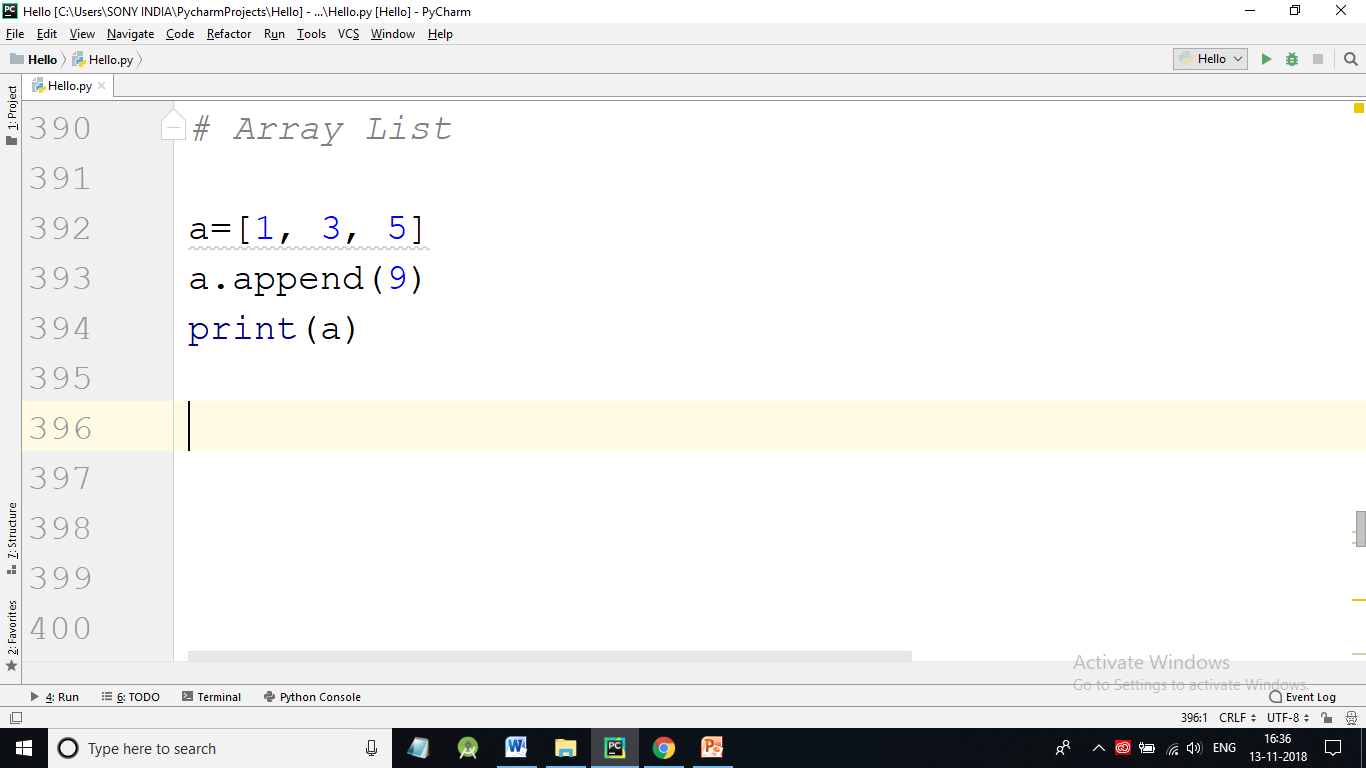 PC Hello [C:\Users\SONY INDIA\PycharmProjects\Hello] - ...\Hello.py [Hello] - PyCharm
File Edit View Navigate Code Refactor Run Tools VCS Window Help
Hello Hello.py Hello
1: Project
Hello.py
390 # Array List
391
392 a=[1, 3, 5]
393 a.append(9)
394 print(a)
395
396
397
398
399
400
7: Structure
2: Favorites
Activate Windows
Go to Settings to activate Windows.
4: Run 6: TODO Terminal Python Console Event Log
396:1 CRLF UTF-8
Type here to search W PC P ENG 16:36
13-11-2018